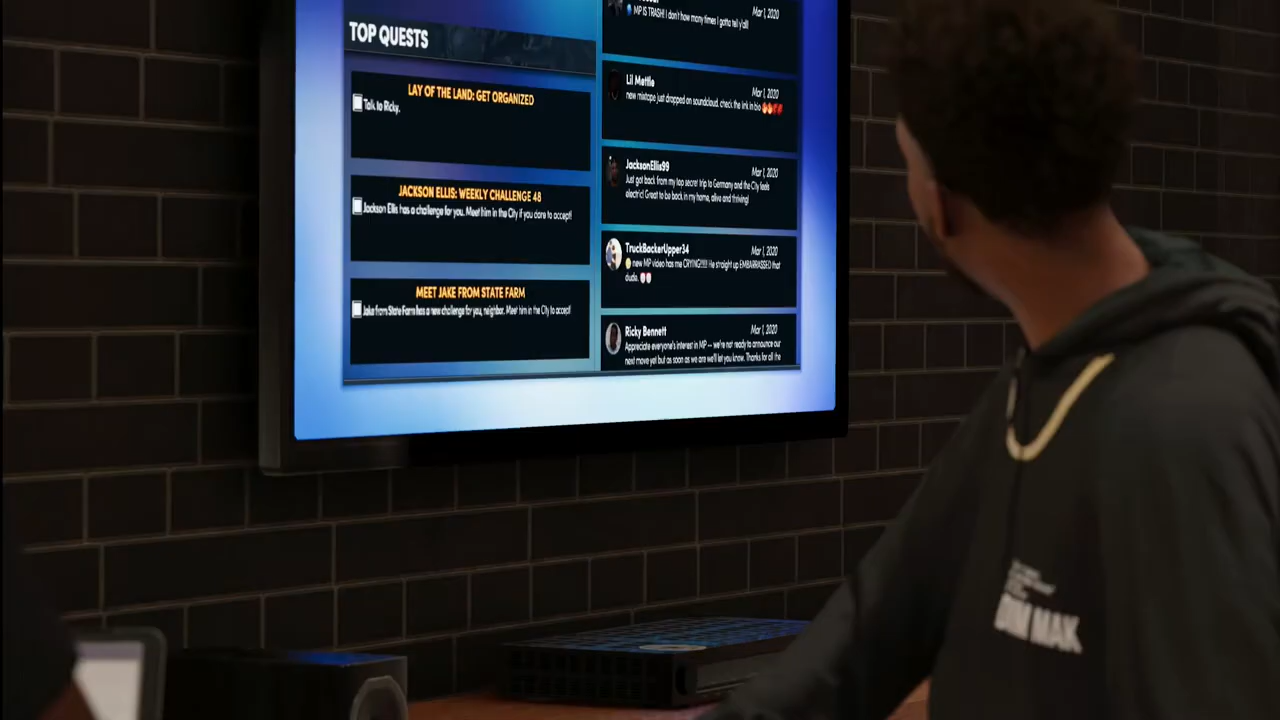 TOP QUESTS
LAY OF THE LAND: GET ORGANIZED
Talk to Ricky.
JACKSON ELLIS: WEEKLY CHALLENGE 48
Jackson Ellis has a challenge for you. Meet him in the City if you dare to accept!
MEET JAKE FROM STATE FARM
Jake from State Farm has a new challenge for you, neighbor. Meet him in the City to accept!
Mar 1, 2020
MP IS TRASH! I don't how many times I gotta tell y'all!
Lil Mettle
Mar 1, 2020
new mixtape just dropped on soundcloud. check the link in bio 🔥🔥💯💯
JacksonEllis99
Mar 1, 2020
Just got back from my top secret trip to Germany and the City feels
electric! Great to be back in my home, alive and thriving!
TruckBackerUpper34
Mar 1, 2020
new MP video has me CRYING!!!!! He straight up EMBARRASSED that
dude.
Ricky Bennett
Mar 1, 2020
Appreciate everyone's interest in MP — we're not ready to announce our
next move yet but as soon as we are we'll let you know. Thanks for all the
MAX